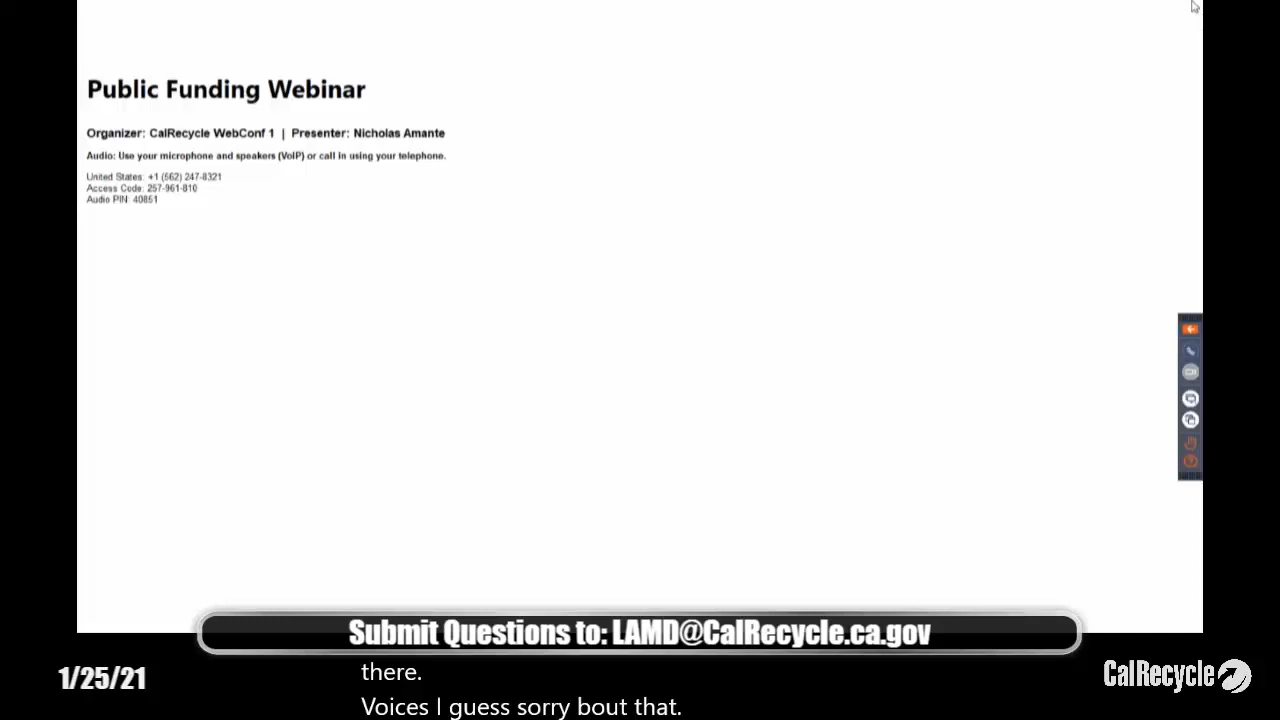 Public Funding Webinar
Organizer: CalRecycle WebConf 1 | Presenter: Nicholas Amante
Audio: Use your microphone and speakers (VoIP) or call in using your telephone.
United States: +1 (562) 247-8321
Access Code: 257-961-810
Audio PIN: 40851
Submit Questions to: LAMD@CalRecycle.ca.gov
1/25/21
there.
Voices I guess sorry bout that.
CalRecycle